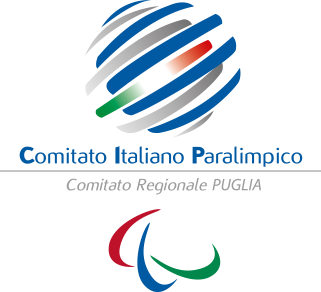 Comitato Italiano Paralimpico
Comitato Regionale PUGLIA